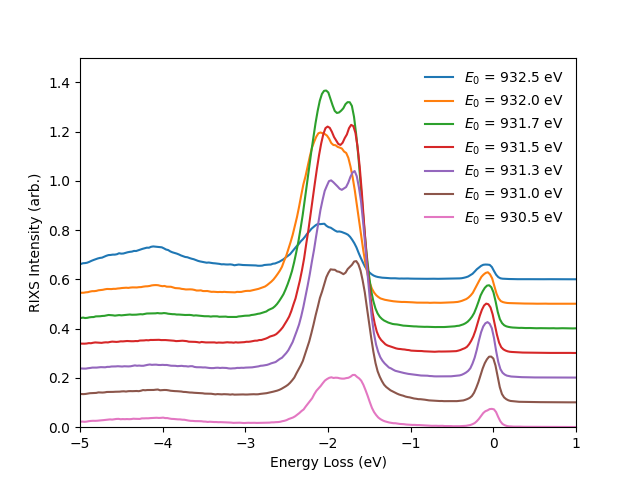 1.4
1.2
1.0
0.8
0.6
0.4
0.2
0.0
RIXS Intensity (arb.)
E0 = 932.5 eV
E0 = 932.0 eV
E0 = 931.7 eV
E0 = 931.5 eV
E0 = 931.3 eV
E0 = 931.0 eV
E0 = 930.5 eV
−5 −4 −3 −2 −1 0 1
Energy Loss (eV)